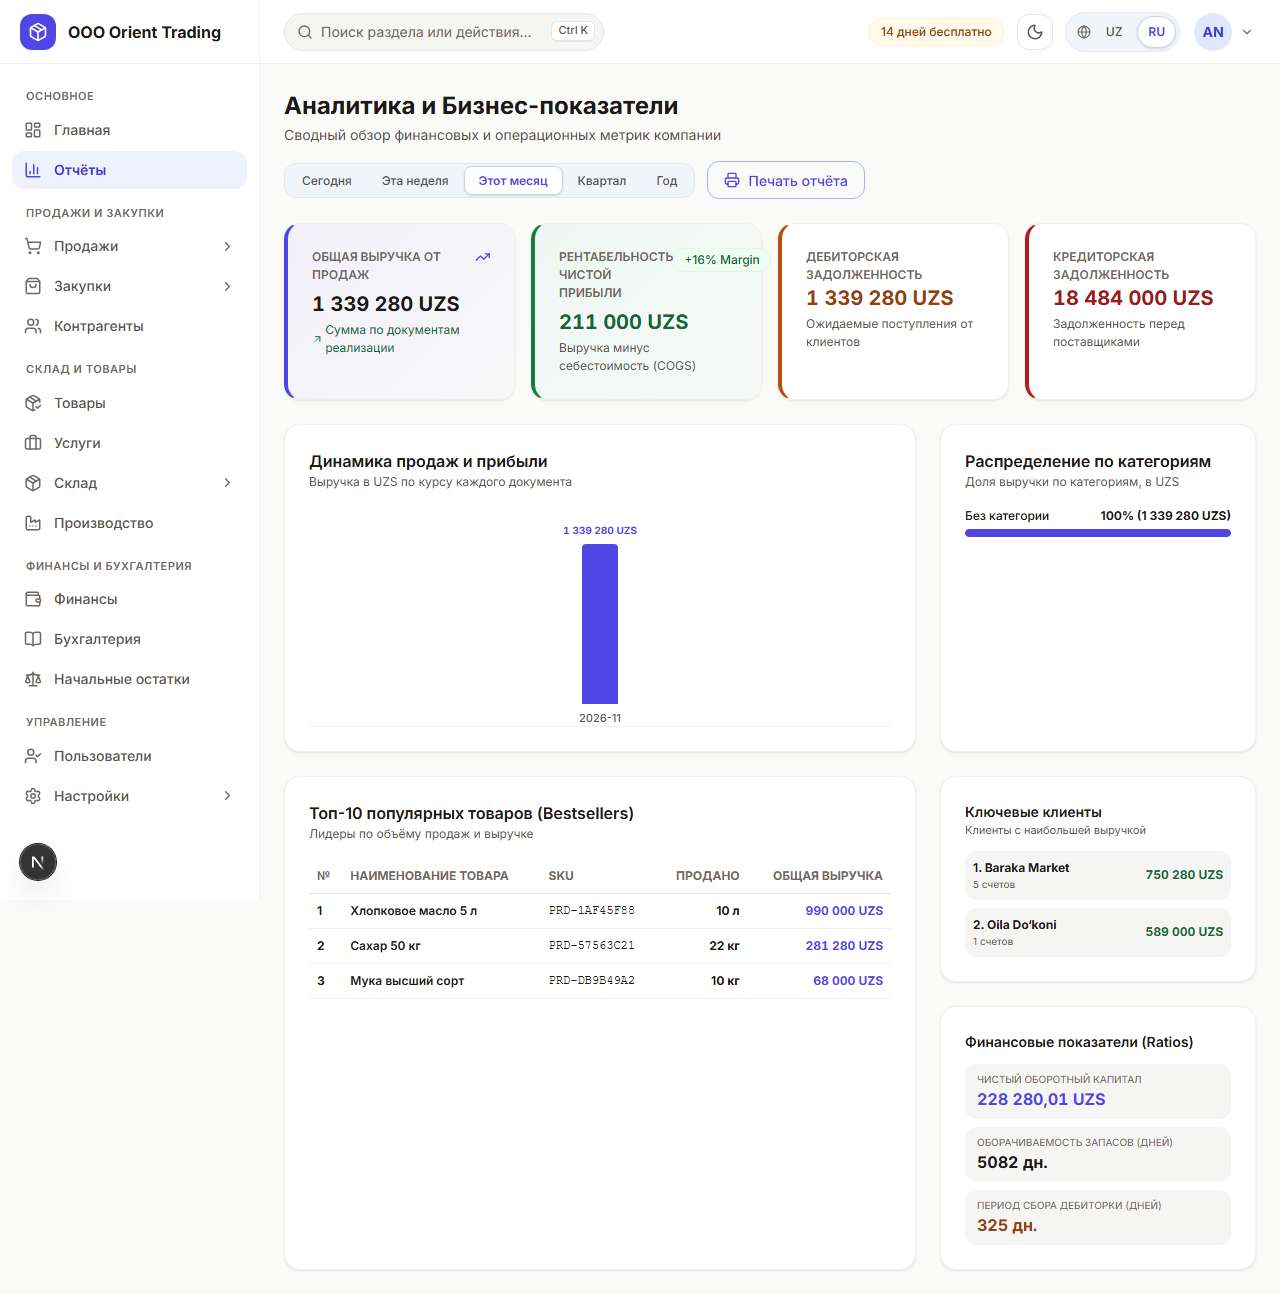 ООО Orient Trading
Поиск раздела или действия...
Ctrl K
14 дней бесплатно
UZ
RU
AN
ОСНОВНОЕ
Главная
Отчёты
ПРОДАЖИ И ЗАКУПКИ
Продажи
Закупки
Контрагенты
СКЛАД И ТОВАРЫ
Товары
Услуги
Склад
Производство
ФИНАНСЫ И БУХГАЛТЕРИЯ
Финансы
Бухгалтерия
Начальные остатки
УПРАВЛЕНИЕ
Пользователи
Настройки
N
Аналитика и Бизнес-показатели
Сводный обзор финансовых и операционных метрик компании
Сегодня
Эта неделя
Этот месяц
Квартал
Год
Печать отчёта
ОБЩАЯ ВЫРУЧКА ОТ
ПРОДАЖ
1 339 280 UZS
Сумма по документам
реализации
РЕНТАБЕЛЬНОСТЬ
ЧИСТОЙ
ПРИБЫЛИ
+16% Margin
211 000 UZS
Выручка минус
себестоимость (COGS)
ДЕБИТОРСКАЯ
ЗАДОЛЖЕННОСТЬ
1 339 280 UZS
Ожидаемые поступления от
клиентов
КРЕДИТОРСКАЯ
ЗАДОЛЖЕННОСТЬ
18 484 000 UZS
Задолженность перед
поставщиками
Динамика продаж и прибыли
Выручка в UZS по курсу каждого документа
1 339 280 UZS
2026-11
Распределение по категориям
Доля выручки по категориям, в UZS
Без категории 100% (1 339 280 UZS)
Топ-10 популярных товаров (Bestsellers)
Лидеры по объёму продаж и выручке
№ НАИМЕНОВАНИЕ ТОВАРА SKU ПРОДАНО ОБЩАЯ ВЫРУЧКА
1 Хлопковое масло 5 л PRD-1AF45F88 10 л 990 000 UZS
2 Сахар 50 кг PRD-57563C21 22 кг 281 280 UZS
3 Мука высший сорт PRD-DB9B49A2 10 кг 68 000 UZS
Ключевые клиенты
Клиенты с наибольшей выручкой
1. Baraka Market
5 счетов
750 280 UZS
2. Oila Do‘koni
1 счетов
589 000 UZS
Финансовые показатели (Ratios)
ЧИСТЫЙ ОБОРОТНЫЙ КАПИТАЛ
228 280,01 UZS
ОБОРАЧИВАЕМОСТЬ ЗАПАСОВ (ДНЕЙ)
5082 дн.
ПЕРИОД СБОРА ДЕБИТОРКИ (ДНЕЙ)
325 дн.